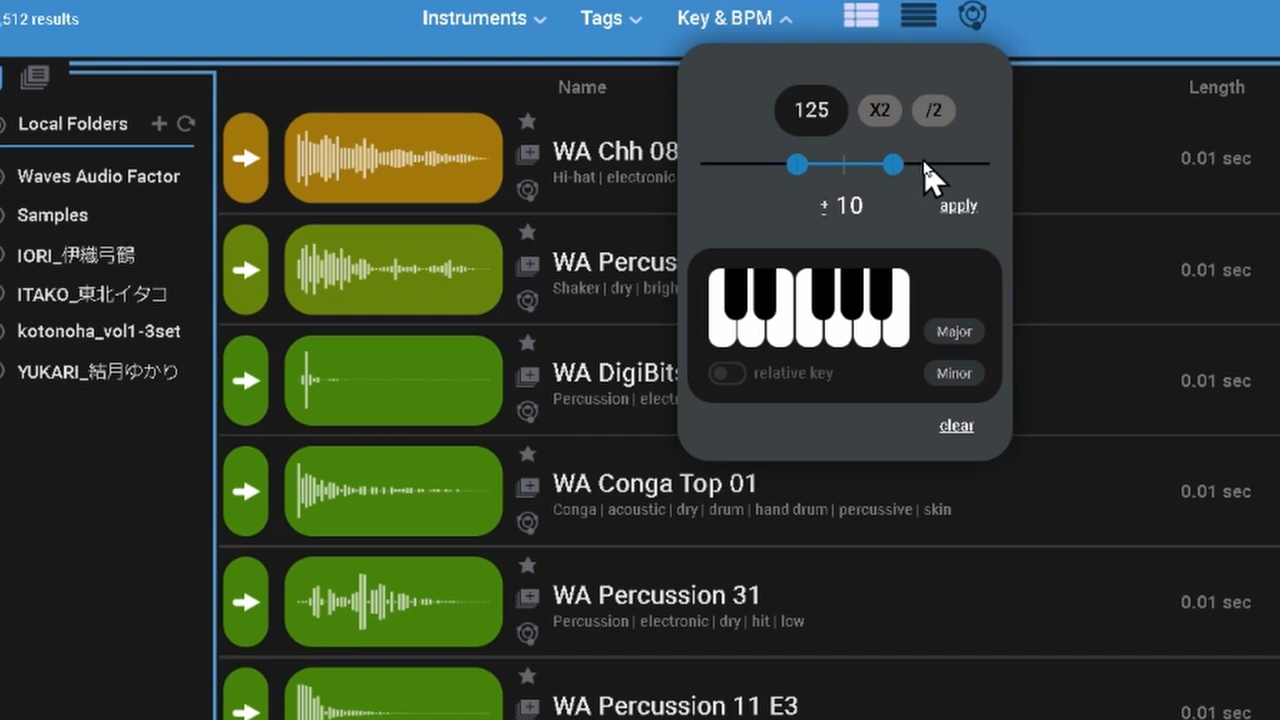 ,512 results
Instruments
Tags
Key & BPM
Name
Length
Local Folders
Waves Audio Factor
Samples
IORI_伊織弓鶴
ITAKO_東北イタコ
kotonoha_vol1-3set
YUKARI_結月ゆかり
125
X2
/2
± 10
apply
Major
Minor
relative key
clear
WA Chh 08
Hi-hat | electronic
0.01 sec
WA Percus
Shaker | dry | brigh
0.01 sec
WA DigiBits
Percussion | electr
0.01 sec
WA Conga Top 01
Conga | acoustic | dry | drum | hand drum | percussive | skin
0.01 sec
WA Percussion 31
Percussion | electronic | dry | hit | low
0.01 sec
WA Percussion 11 E3
0.01 sec